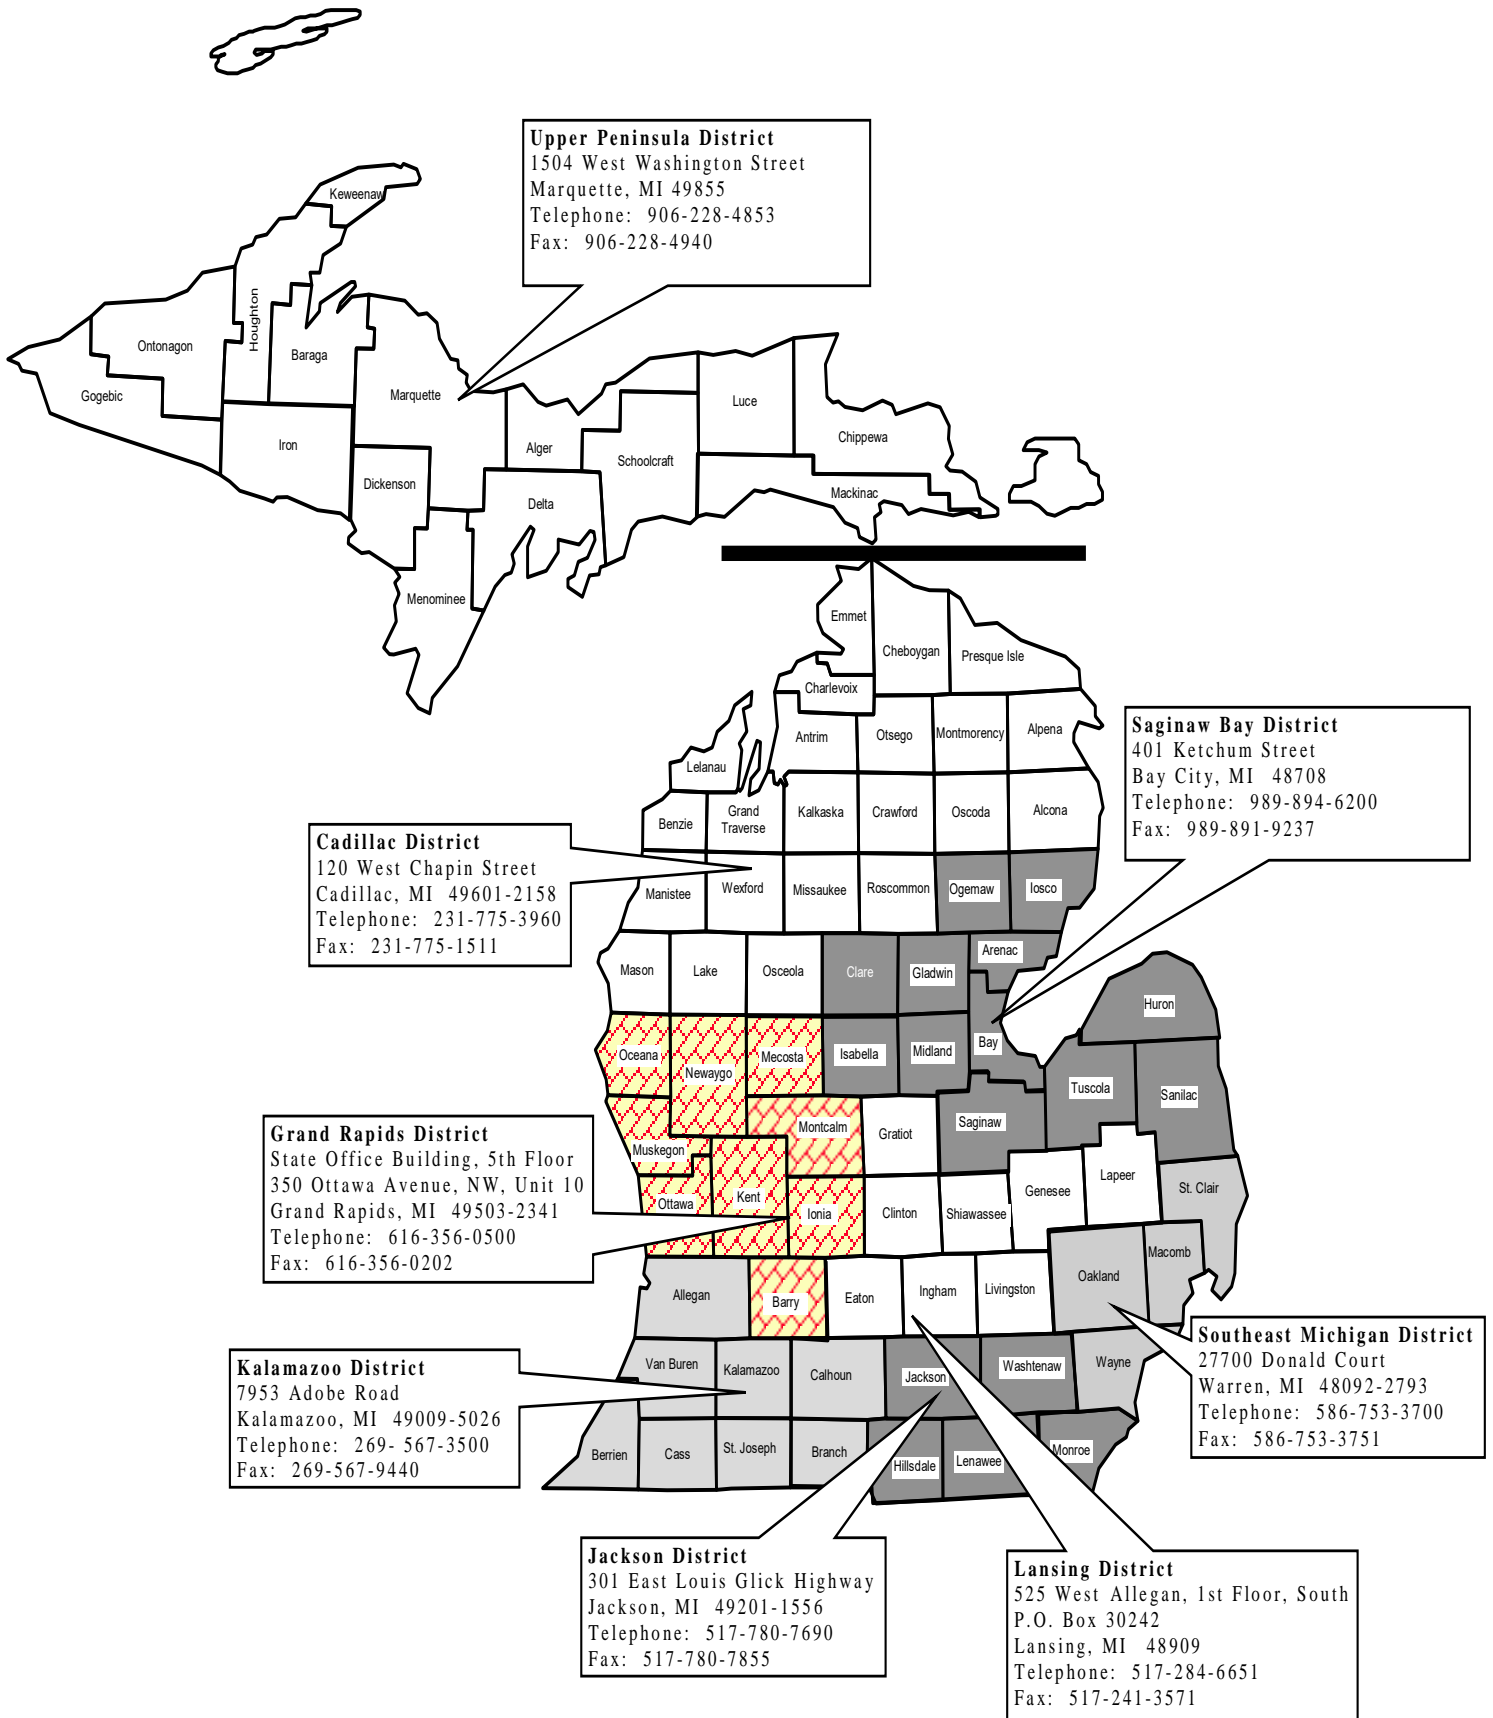 Upper Peninsula District
1504 West Washington Street
Marquette, MI 49855
Telephone: 906-228-4853
Fax: 906-228-4940
Keweenaw
Houghton
Ontonagon
Baraga
Gogebic
Marquette
Iron
Dickenson
Alger
Delta
Menominee
Schoolcraft
Luce
Chippewa
Mackinac
Emmet
Cheboygan
Presque Isle
Charlevoix
Antrim
Otsego
Montmorency
Alpena
Lelanau
Benzie
Grand
Traverse
Kalkaska
Crawford
Oscoda
Alcona
Saginaw Bay District
401 Ketchum Street
Bay City, MI 48708
Telephone: 989-894-6200
Fax: 989-891-9237
Cadillac District
120 West Chapin Street
Cadillac, MI 49601-2158
Telephone: 231-775-3960
Fax: 231-775-1511
Manistee
Wexford
Missaukee
Roscommon
Ogemaw
Iosco
Mason
Lake
Osceola
Clare
Gladwin
Arenac
Huron
Oceana
Newaygo
Mecosta
Isabella
Midland
Bay
Tuscola
Sanilac
Grand Rapids District
State Office Building, 5th Floor
350 Ottawa Avenue, NW, Unit 10
Grand Rapids, MI 49503-2341
Telephone: 616-356-0500
Fax: 616-356-0202
Muskegon
Montcalm
Gratiot
Saginaw
Ottawa
Kent
Ionia
Clinton
Shiawassee
Genesee
Lapeer
St. Clair
Allegan
Barry
Eaton
Ingham
Livingston
Oakland
Macomb
Southeast Michigan District
27700 Donald Court
Warren, MI 48092-2793
Telephone: 586-753-3700
Fax: 586-753-3751
Kalamazoo District
7953 Adobe Road
Kalamazoo, MI 49009-5026
Telephone: 269- 567-3500
Fax: 269-567-9440
Van Buren
Kalamazoo
Calhoun
Jackson
Washtenaw
Wayne
Berrien
Cass
St. Joseph
Branch
Hillsdale
Lenawee
Monroe
Jackson District
301 East Louis Glick Highway
Jackson, MI 49201-1556
Telephone: 517-780-7690
Fax: 517-780-7855
Lansing District
525 West Allegan, 1st Floor, South
P.O. Box 30242
Lansing, MI 48909
Telephone: 517-284-6651
Fax: 517-241-3571